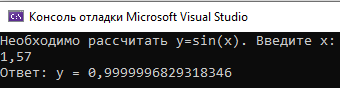 Консоль отладки Microsoft Visual Studio
Необходимо рассчитать y=sin(x). Введите x:
1,57
Ответ: y = 0,9999996829318346